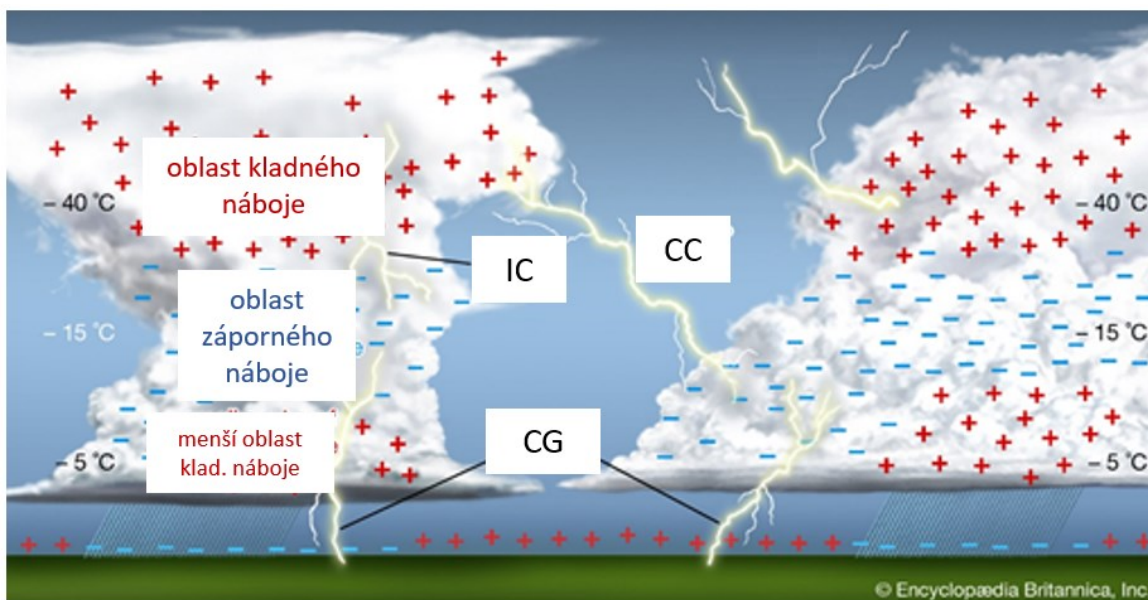 oblast kladného
náboje
– 40 °C
IC
CC
– 40 °C
oblast
záporného
náboje
– 15 °C
– 15 °C
menší oblast
klad. náboje
CG
– 5 °C
– 5 °C
© Encyclopædia Britannica, Inc